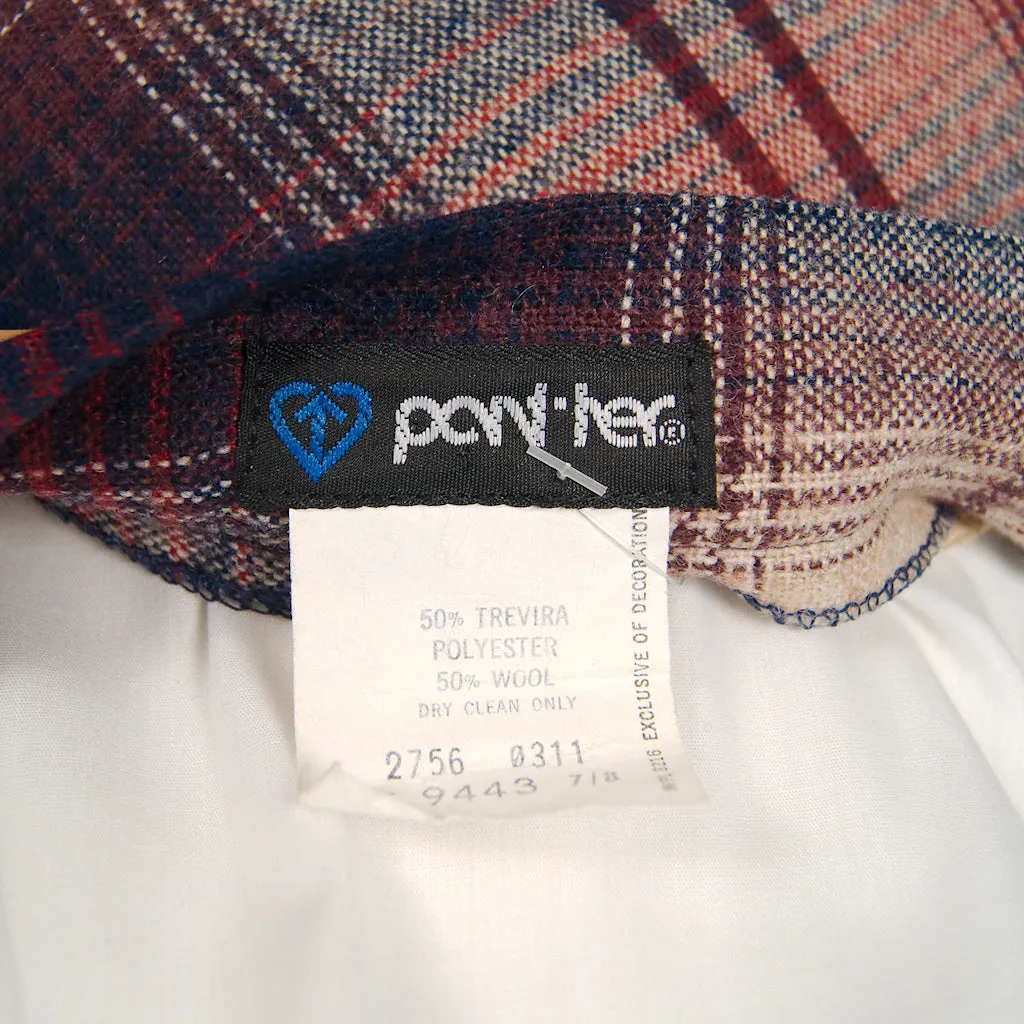 pant-her®
50% TREVIRA
POLYESTER
50% WOOL
DRY CLEAN ONLY
2756 0311
9443 7/8
EXCLUSIVE OF DECORATION